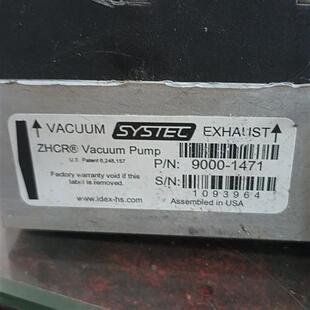 ↑ VACUUM SYSTEC EXHAUST ↑
ZHCR® Vacuum Pump
U.S. Patent 6,248,157
P/N: 9000-1471
Factory warranty void if this
label is removed.
S/N:
1093964
www.idex-hs.com Assembled in USA